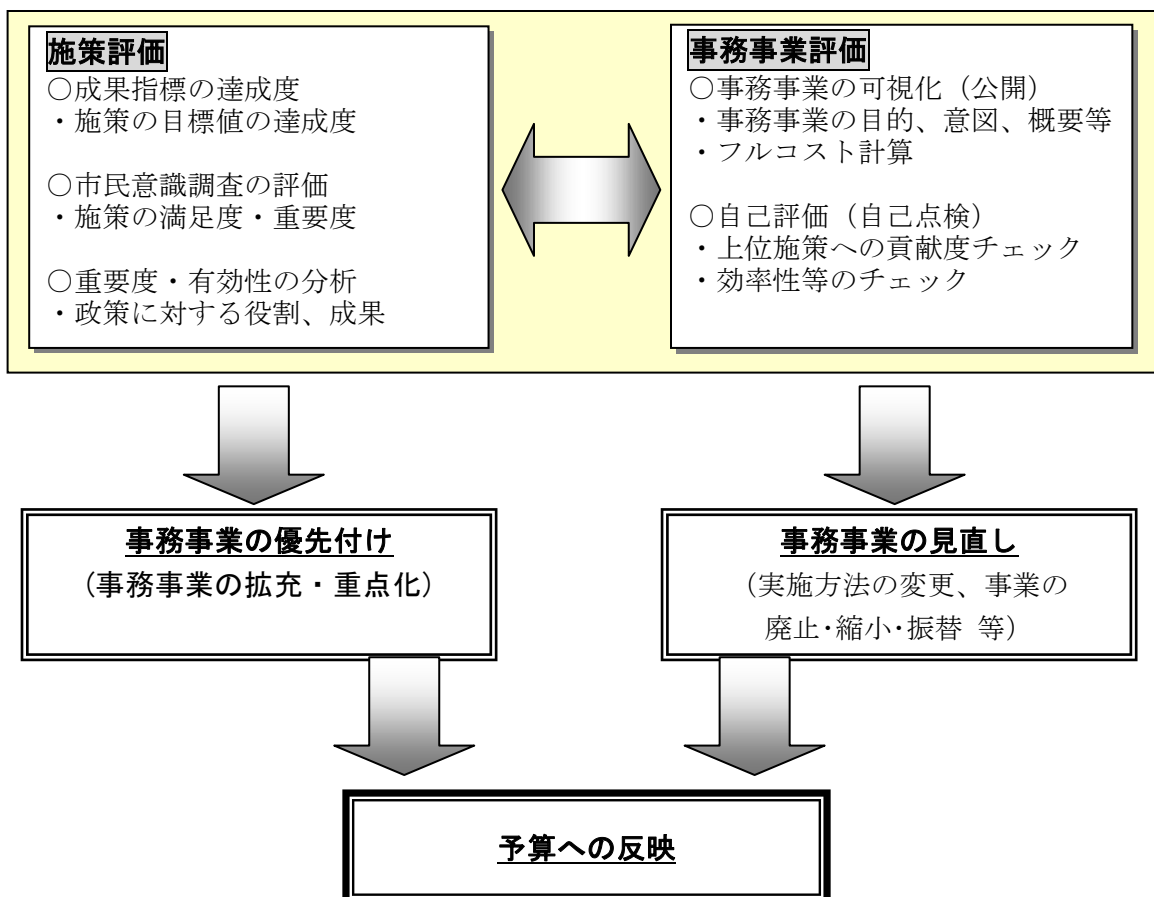 施策評価
○成果指標の達成度
・施策の目標値の達成度
○市民意識調査の評価
・施策の満足度・重要度
○重要度・有効性の分析
・政策に対する役割、成果
事務事業評価
○事務事業の可視化（公開）
・事務事業の目的、意図、概要等
・フルコスト計算
○自己評価（自己点検）
・上位施策への貢献度チェック
・効率性等のチェック
事務事業の優先付け
（事務事業の拡充・重点化）
事務事業の見直し
（実施方法の変更、事業の
廃止･縮小･振替 等）
予算への反映